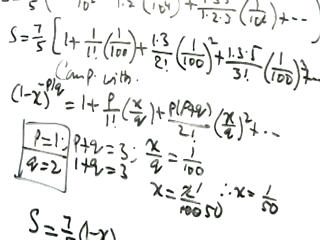 S = 7/5 [1 + 1/1! (1/100) + 1·3/2! (1/100)² + 1·3·5/3! (1/100)³ + ...
Comp. with.
(1-x)^(-p/q) = 1 + p/1! (x/q) + p(p+q)/2! (x/q)² + ...
p = 1; p+q = 3; x/q = 1/100
q = 2 1+q = 3
x = 2 1/100 50 ∴ x = 1/50
S = 7/5 (1-x)